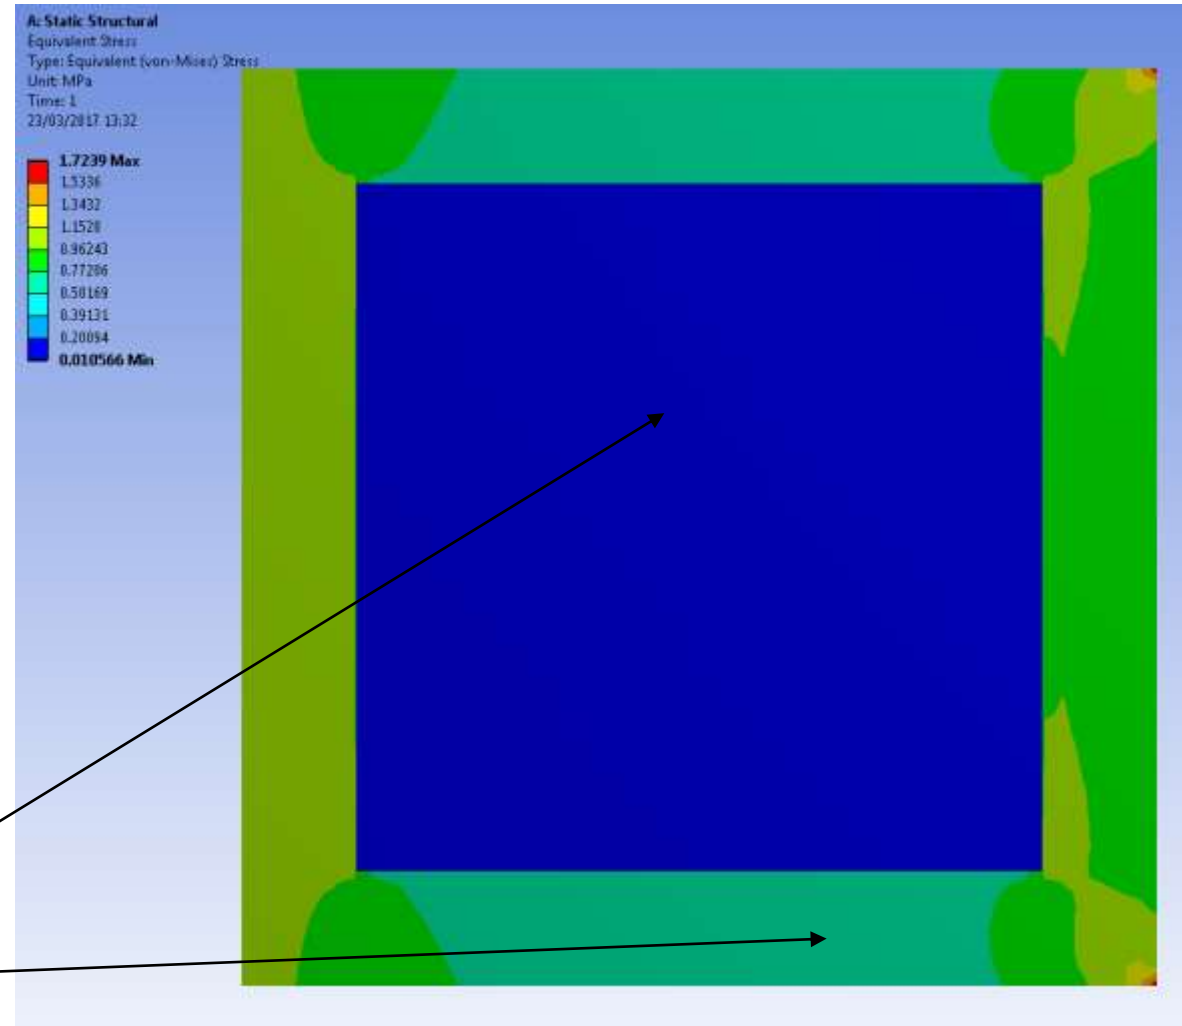 A: Static Structural
Equivalent Stress
Type: Equivalent (von-Mises) Stress
Unit: MPa
Time: 1
23/03/2017 13:32
1.7239 Max
1.5336
1.3432
1.1528
0.96243
0.77206
0.58169
0.39131
0.20094
0.010566 Min